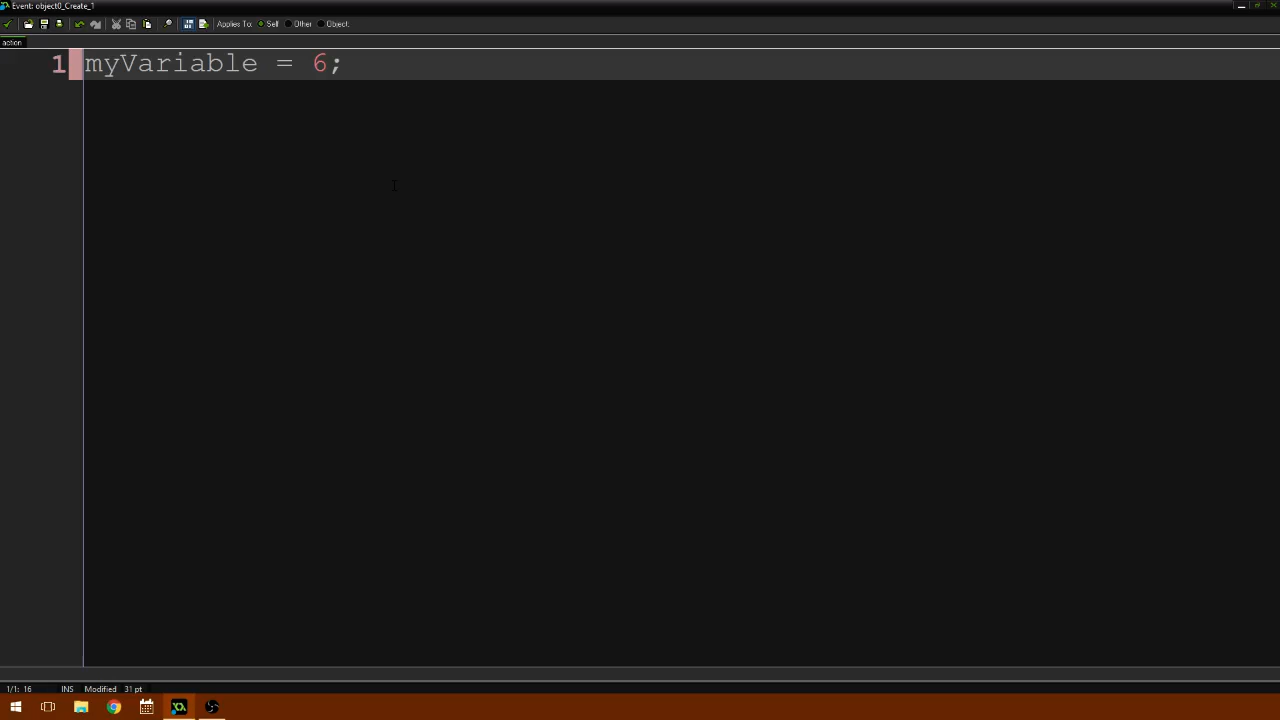 Event: object0_Create_1
Applies To: Self Other Object:
action
1 myVariable = 6;
1/1: 16 INS Modified 31 pt